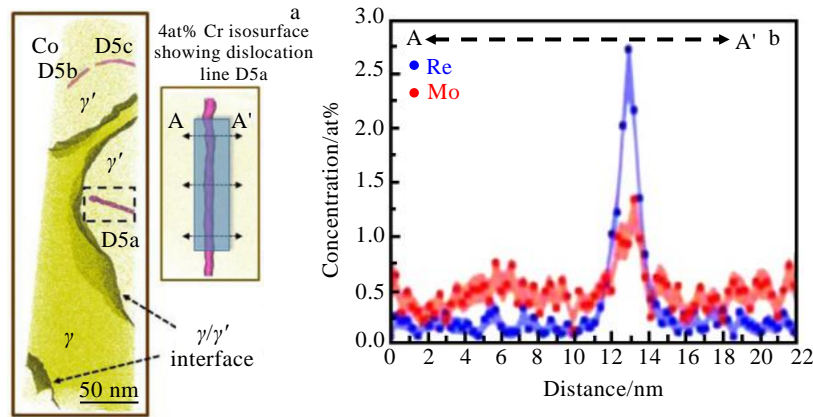 a
Co
D5b
D5c
γ′
γ′
D5a
γ
γ/γ′
interface
50 nm
4at% Cr isosurface
showing dislocation
line D5a
A
A'
b
A
A'
Re
Mo
Concentration/at%
3.0
2.5
2.0
1.5
1.0
0.5
0.0
0 2 4 6 8 10 12 14 16 18 20 22
Distance/nm